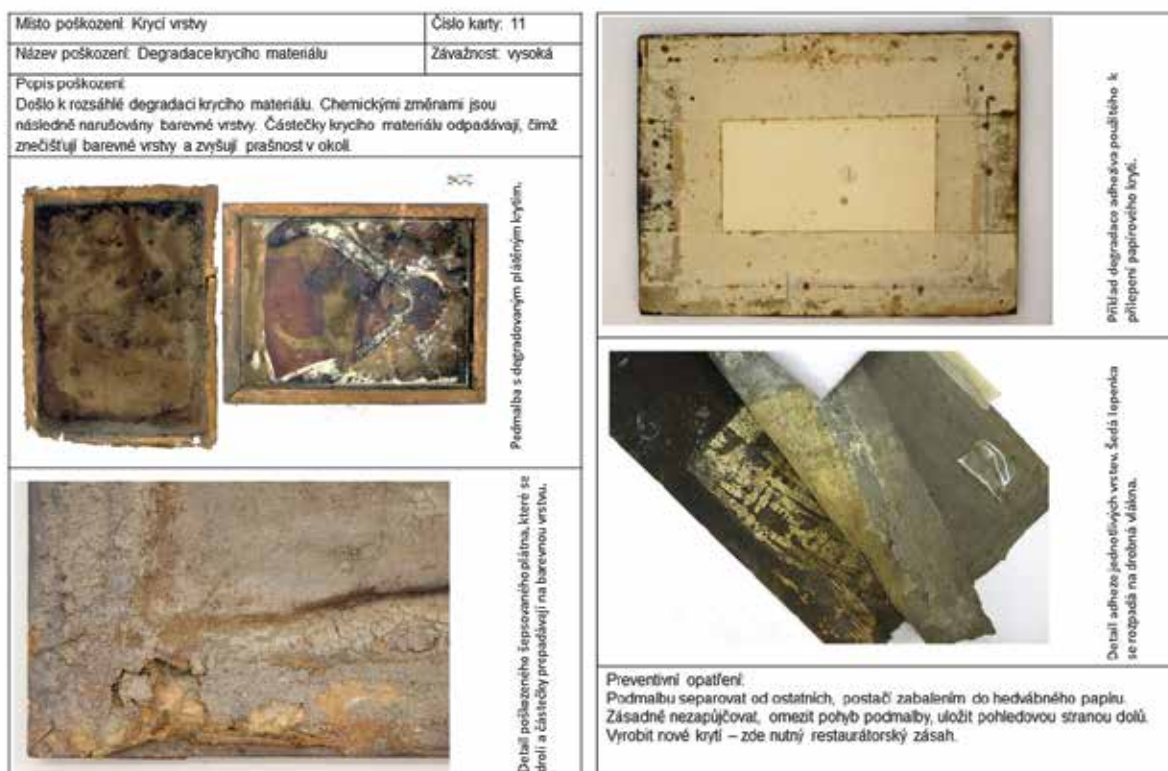 Místo poškození: Krycí vrstvy
Číslo karty: 11
Název poškození: Degradace krycího materiálu
Závažnost: vysoká
Popis poškození:
Došlo k rozsáhlé degradaci krycího materiálu. Chemickými změnami jsou
následně narušovány barevné vrstvy. Částečky krycího materiálu odpadávají, čímž
znečišťují barevné vrstvy a zvyšují prašnost v okolí.
Podmalba s degradovaným plátěným krytím.
Detail poškozeného šepsovaného plátna, které se
drolí a částečky propadávají na barevnou vrstvu.
Příklad degradace adheziva použitého k
přilepení papírového krytí.
Detail adheze jednotlivých vrstev. Šedá lepenka
se rozpadá na drobná vlákna.
Preventivní opatření:
Podmalbu separovat od ostatních, postačí zabalením do hedvábného papíru.
Zásadně nezapůjčovat, omezit pohyb podmalby, uložit pohledovou stranou dolů.
Vyrobit nové krytí – zde nutný restaurátorský zásah.